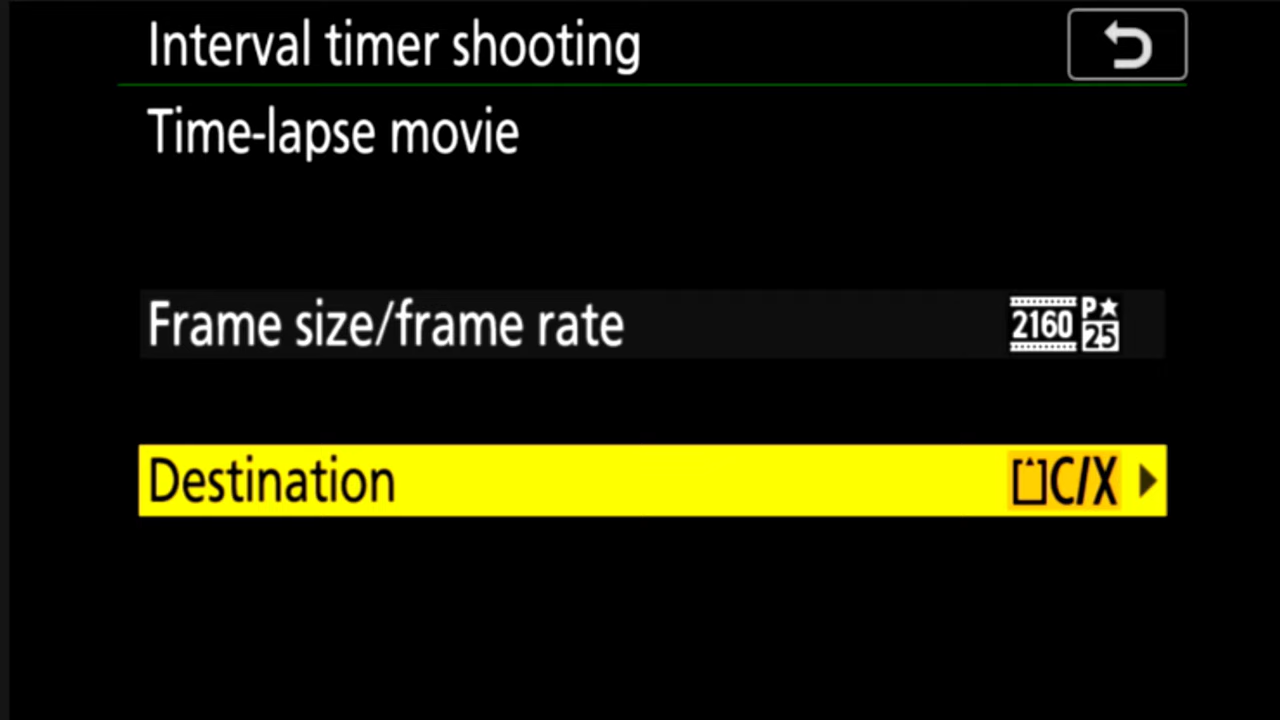 Interval timer shooting
Time-lapse movie
Frame size/frame rate 2160 P★ 25
Destination C/X